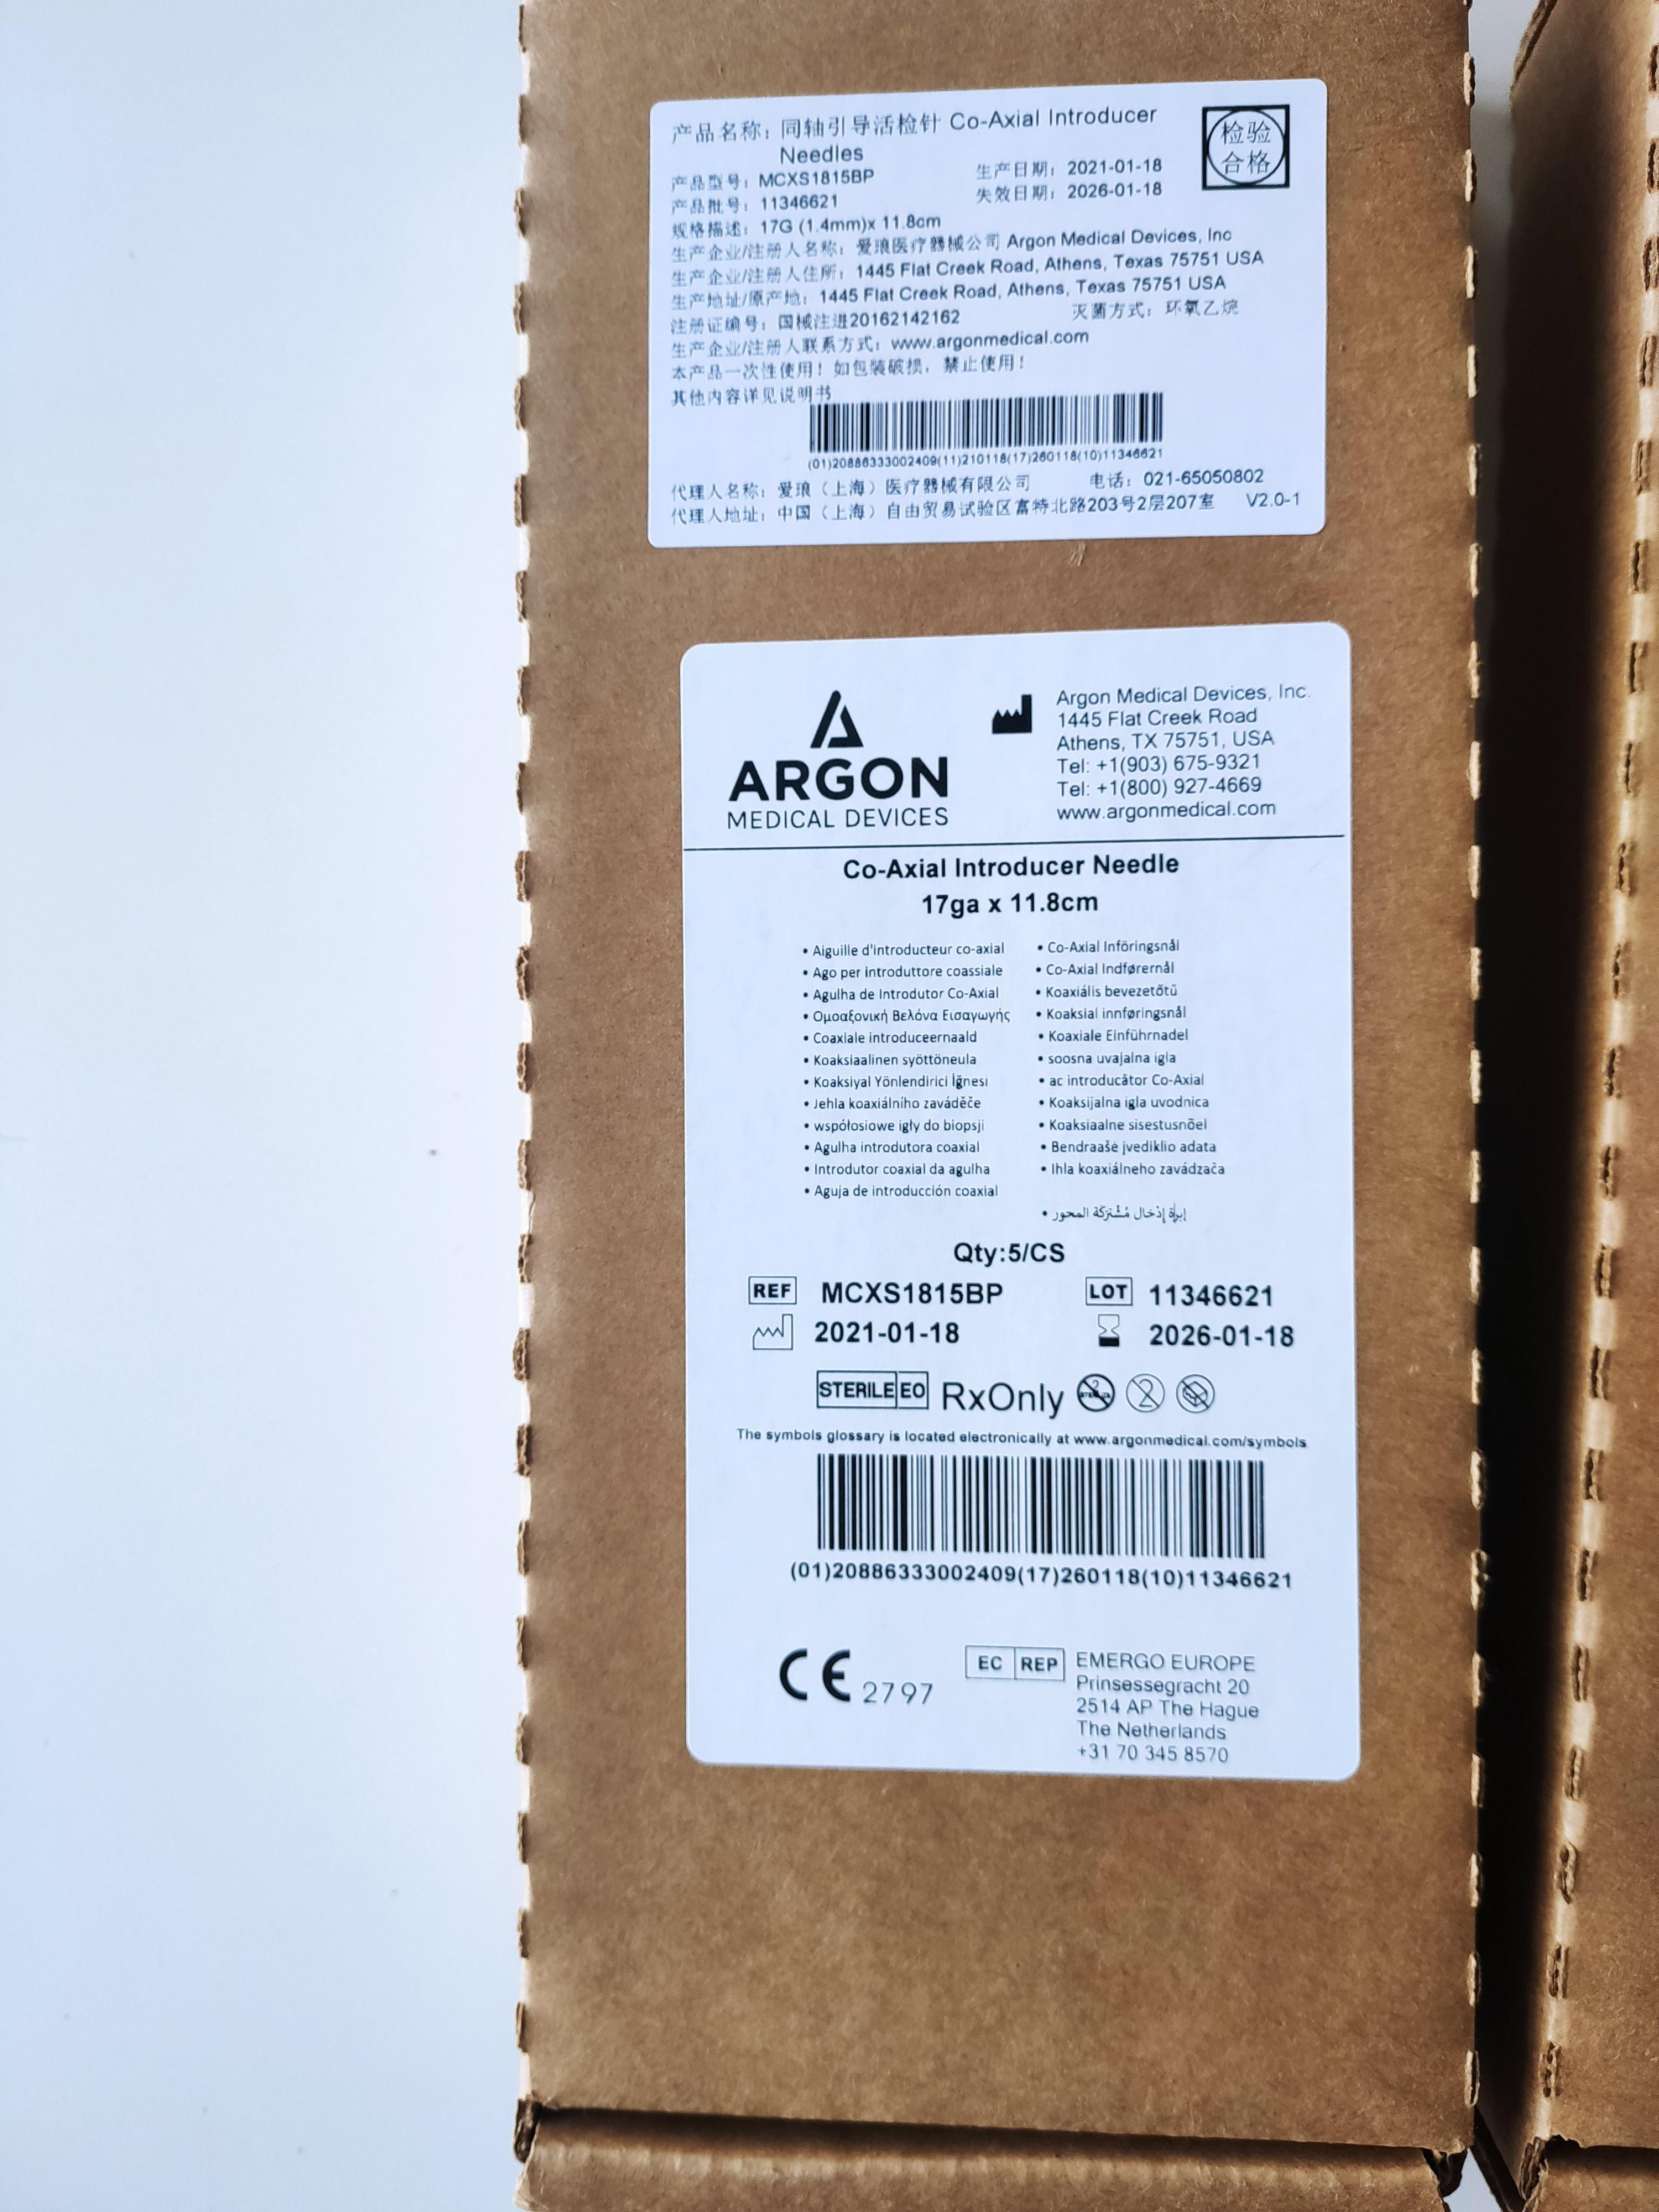 产品名称：同轴引导活检针 Co-Axial Introducer
Needles
检验
合格
产品型号：MCXS1815BP
生产日期：2021-01-18
产品批号：11346621
失效日期：2026-01-18
规格描述：17G (1.4mm)x 11.8cm
生产企业/注册人名称：爱琅医疗器械公司 Argon Medical Devices, Inc
生产企业/注册人住所：1445 Flat Creek Road, Athens, Texas 75751 USA
生产地址/原产地：1445 Flat Creek Road, Athens, Texas 75751 USA
注册证编号：国械注进20162142162
灭菌方式：环氧乙烷
生产企业/注册人联系方式：www.argonmedical.com
本产品一次性使用！如包装破损，禁止使用！
其他内容详见说明书
(01)20886333002409(11)210118(17)260118(10)11346621
代理人名称：爱琅（上海）医疗器械有限公司
电话：021-65050802
代理人地址：中国（上海）自由贸易试验区富特北路203号2层207室
V2.0-1
ARGON
MEDICAL DEVICES
Argon Medical Devices, Inc.
1445 Flat Creek Road
Athens, TX 75751, USA
Tel: +1(903) 675-9321
Tel: +1(800) 927-4669
www.argonmedical.com
Co-Axial Introducer Needle
17ga x 11.8cm
• Aiguille d'introducteur co-axial
• Ago per introduttore coassiale
• Agulha de Introdutor Co-Axial
• Ομοαξονική Βελόνα Εισαγωγής
• Coaxiale introduceernaald
• Koaksiaalinen syöttöneula
• Koaksiyal Yönlendirici İğnesi
• Jehla koaxiálního zaváděče
• współosiowe igły do biopsji
• Agulha introdutora coaxial
• Introdutor coaxial da agulha
• Aguja de introducción coaxial
• Co-Axial Införingsnål
• Co-Axial Indførernål
• Koaxiális bevezetőtű
• Koaksial innføringsnål
• Koaxiale Einführnadel
• soosna uvajalna igla
• ac introducător Co-Axial
• Koaksijalna igla uvodnica
• Koaksiaalne sisestusnõel
• Bendraašė įvediklio adata
• Ihla koaxiálneho zavádzača
• إبرة إدخال مُشْتَرَكَة المحور
Qty:5/CS
REF MCXS1815BP
LOT 11346621
2021-01-18
2026-01-18
STERILE EO RxOnly
The symbols glossary is located electronically at www.argonmedical.com/symbols
(01)20886333002409(17)260118(10)11346621
CE 2797
EC REP
EMERGO EUROPE
Prinsessegracht 20
2514 AP The Hague
The Netherlands
+31 70 345 8570